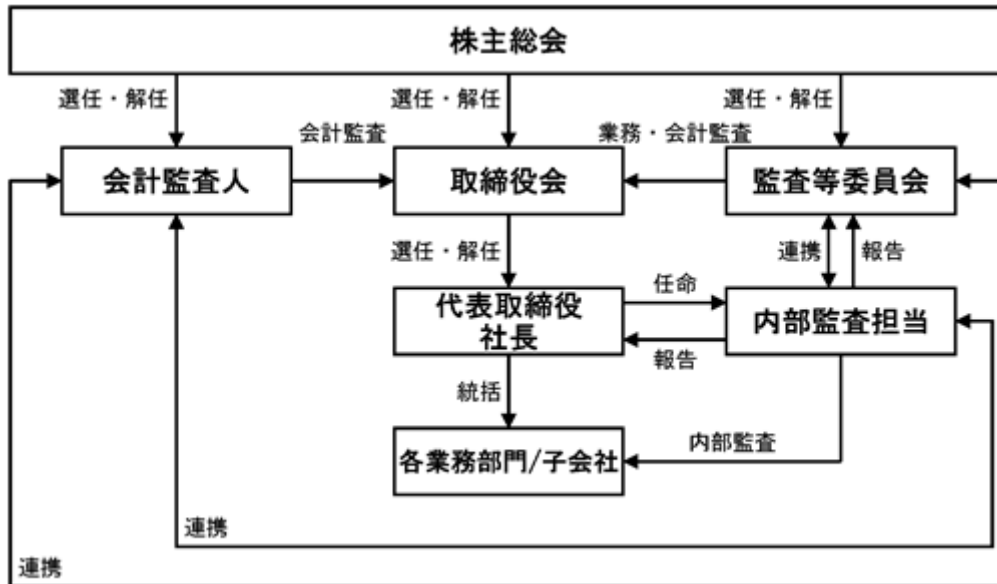 株主総会
選任・解任
選任・解任
選任・解任
会計監査
業務・会計監査
会計監査人
取締役会
監査等委員会
選任・解任
連携
報告
任命
代表取締役
社長
内部監査担当
報告
統括
各業務部門/子会社
内部監査
連携
連携